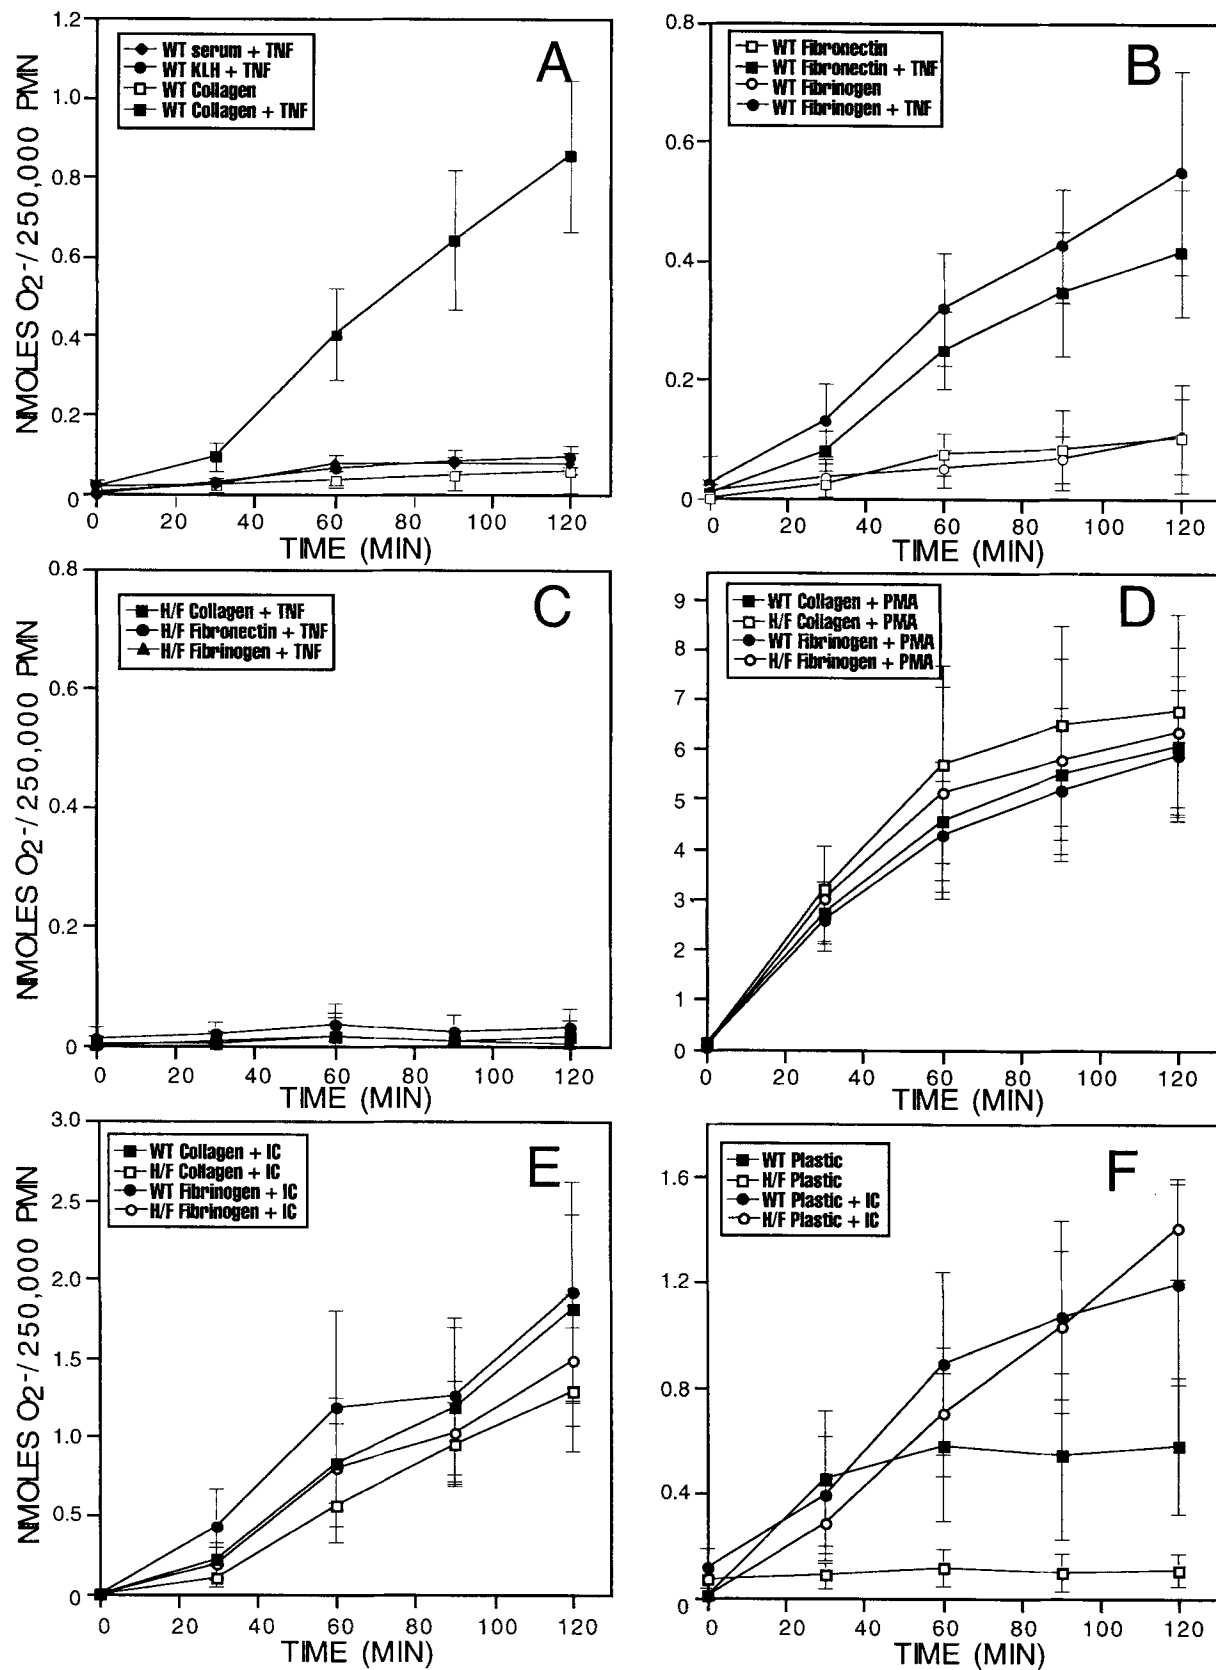 A
NMOLES O2-/ 250,000 PMN
1.2
1.0
0.8
0.6
0.4
0.2
0
WT serum + TNF
WT KLH + TNF
WT Collagen
WT Collagen + TNF
0 20 40 60 80 100 120
TIME (MIN)
B
0.8
0.6
0.4
0.2
0
WT Fibronectin
WT Fibronectin + TNF
WT Fibrinogen
WT Fibrinogen + TNF
0 20 40 60 80 100 120
TIME (MIN)
C
NMOLES O2-/ 250,000 PMN
0.8
0.6
0.4
0.2
0
H/F Collagen + TNF
H/F Fibronectin + TNF
H/F Fibrinogen + TNF
0 20 40 60 80 100 120
TIME (MIN)
D
9
8
7
6
5
4
3
2
1
0
WT Collagen + PMA
H/F Collagen + PMA
WT Fibrinogen + PMA
H/F Fibrinogen + PMA
0 20 40 60 80 100 120
TIME (MIN)
E
NMOLES O2-/ 250,000 PMN
3.0
2.5
2.0
1.5
1.0
0.5
0
WT Collagen + IC
H/F Collagen + IC
WT Fibrinogen + IC
H/F Fibrinogen + IC
0 20 40 60 80 100 120
TIME (MIN)
F
1.6
1.2
0.8
0.4
0
WT Plastic
H/F Plastic
WT Plastic + IC
H/F Plastic + IC
0 20 40 60 80 100 120
TIME (MIN)